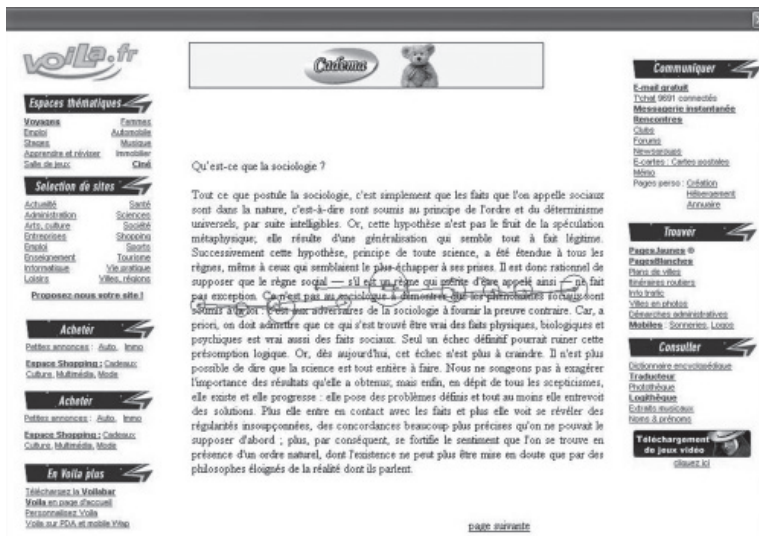 voiLa.fr
Espaces thématiques
Voyages Femmes
Emploi Automobile
Stages Musique
Apprendre et réviser Immobilier
Salle de jeux Ciné
Sélection de sites
Actualité Santé
Administration Sciences
Arts, culture Société
Entreprises Shopping
Emploi Sports
Enseignement Tourisme
Informatique Vie pratique
Loisirs Villes, régions
Proposez nous votre site !
Acheter
Petites annonces : Auto, Immo
Espace Shopping : Cadeaux
Culture, Multimédia, Mode
Acheter
Petites annonces : Auto, Immo
Espace Shopping : Cadeaux
Culture, Multimédia, Mode
En Voila plus
Téléchargez la Voilabar
Voila en page d'accueil
Personnalisez Voila
Voila sur PDA et mobile Wap
Cadeaux
Qu'est-ce que la sociologie ?
Tout ce que postule la sociologie, c'est simplement que les faits que l'on appelle sociaux
sont dans la nature, c'est-à-dire sont soumis au principe de l'ordre et du déterminisme
universels, par suite intelligibles. Or, cette hypothèse n'est pas le fruit de la spéculation
métaphysique; elle résulte d'une généralisation qui semble tout à fait légitime.
Successivement cette hypothèse, principe de toute science, a été étendue à tous les
règnes, même à ceux qui semblaient le plus échapper à ses prises. Il est donc rationnel de
supposer que le règne social — s'il est un règne qui mérite d'être appelé ainsi — ne fait
pas exception. Ce n'est pas au sociologue à démontrer que les phénomènes sociaux sont
soumis à la loi : c'est aux adversaires de la sociologie à fournir la preuve contraire. Car, a
priori, on doit admettre que ce qui s'est trouvé être vrai des faits physiques, biologiques et
psychiques est vrai aussi des faits sociaux. Seul un échec définitif pourrait ruiner cette
présomption logique. Or, dès aujourd'hui, cet échec n'est plus à craindre. Il n'est plus
possible de dire que la science est tout entière à faire. Nous ne songeons pas à exagérer
l'importance des résultats qu'elle a obtenus; mais enfin, en dépit de tous les scepticismes,
elle existe et elle progresse : elle pose des problèmes définis et tout au moins elle entrevoit
des solutions. Plus elle entre en contact avec les faits et plus elle voit se révéler des
régularités insoupçonnées, des concordances beaucoup plus précises qu'on ne pouvait le
supposer d'abord ; plus, par conséquent, se fortifie le sentiment que l'on se trouve en
présence d'un ordre naturel, dont l'existence ne peut plus être mise en doute que par des
philosophes éloignés de la réalité dont ils parlent.
page suivante
Communiquer
E-mail gratuit
T'chat 9691 connectés
Messagerie instantanée
Rencontres
Clubs
Forums
Newsgroups
E-cartes : Cartes postales
Mémo
Pages perso : Création
Hébergement
Annuaire
Trouver
PagesJaunes ®
PagesBlanches
Plans de villes
Itinéraires routiers
Info trafic
Villes en photos
Démarches administratives
Mobiles : Sonneries, Logos
Consulter
Dictionnaire encyclopédique
Traducteur
Photothèque
Logithèque
Extraits musicaux
Noms & prénoms
Téléchargement
de jeux vidéo
cliquez ici